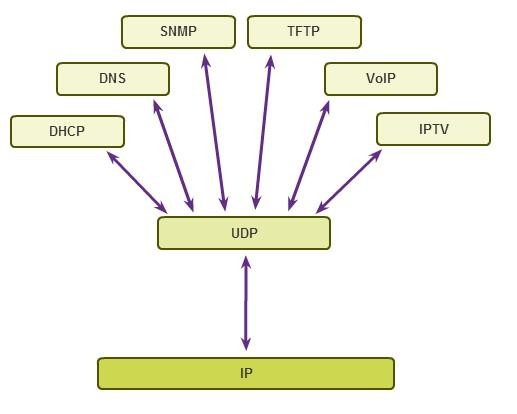 SNMP
TFTP
DNS
VoIP
DHCP
IPTV
UDP
IP